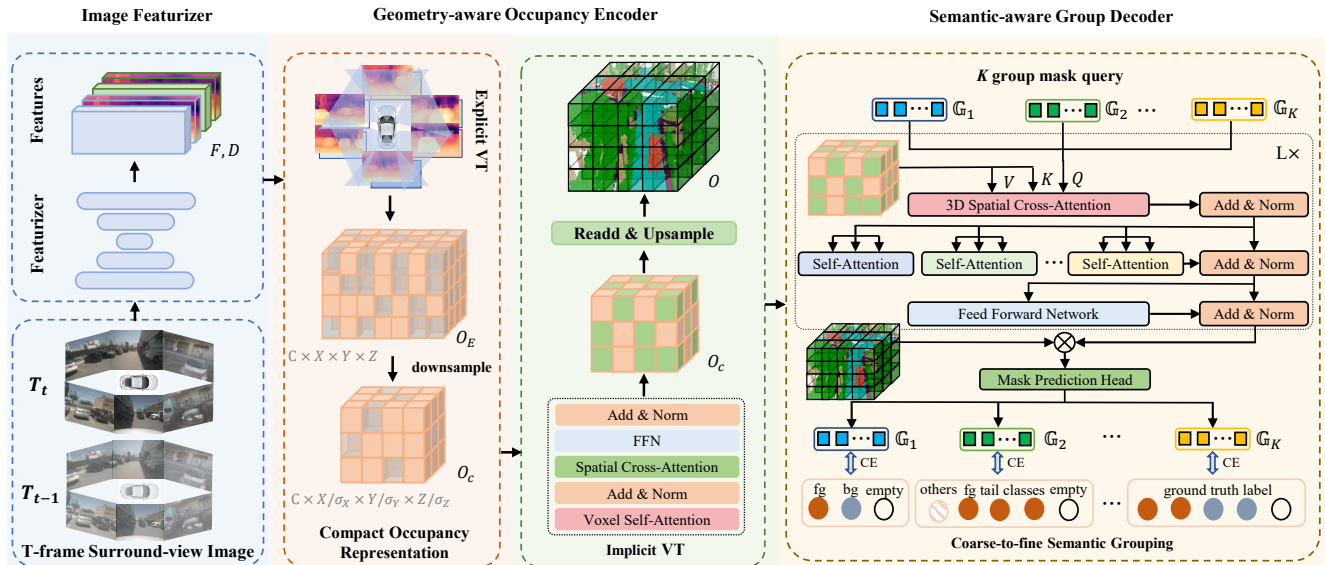 Image Featurizer
Geometry-aware Occupancy Encoder
Semantic-aware Group Decoder
Features
F, D
Featurizer
T_t
T_{t-1}
T-frame Surround-view Image
Explicit VT
O_E
C × X × Y × Z
downsample
O_c
C × X/σ_X × Y/σ_Y × Z/σ_Z
Compact Occupancy
Representation
O
Readd & Upsample
O_c
Add & Norm
FFN
Spatial Cross-Attention
Add & Norm
Voxel Self-Attention
Implicit VT
K group mask query
𝔾_1
𝔾_2 ...
𝔾_K
L×
V K Q
3D Spatial Cross-Attention
Add & Norm
Self-Attention
Self-Attention
...
Self-Attention
Add & Norm
Feed Forward Network
Add & Norm
Mask Prediction Head
𝔾_1
𝔾_2
...
𝔾_K
CE
CE
CE
fg bg empty
others fg tail classes empty
...
ground truth label
Coarse-to-fine Semantic Grouping